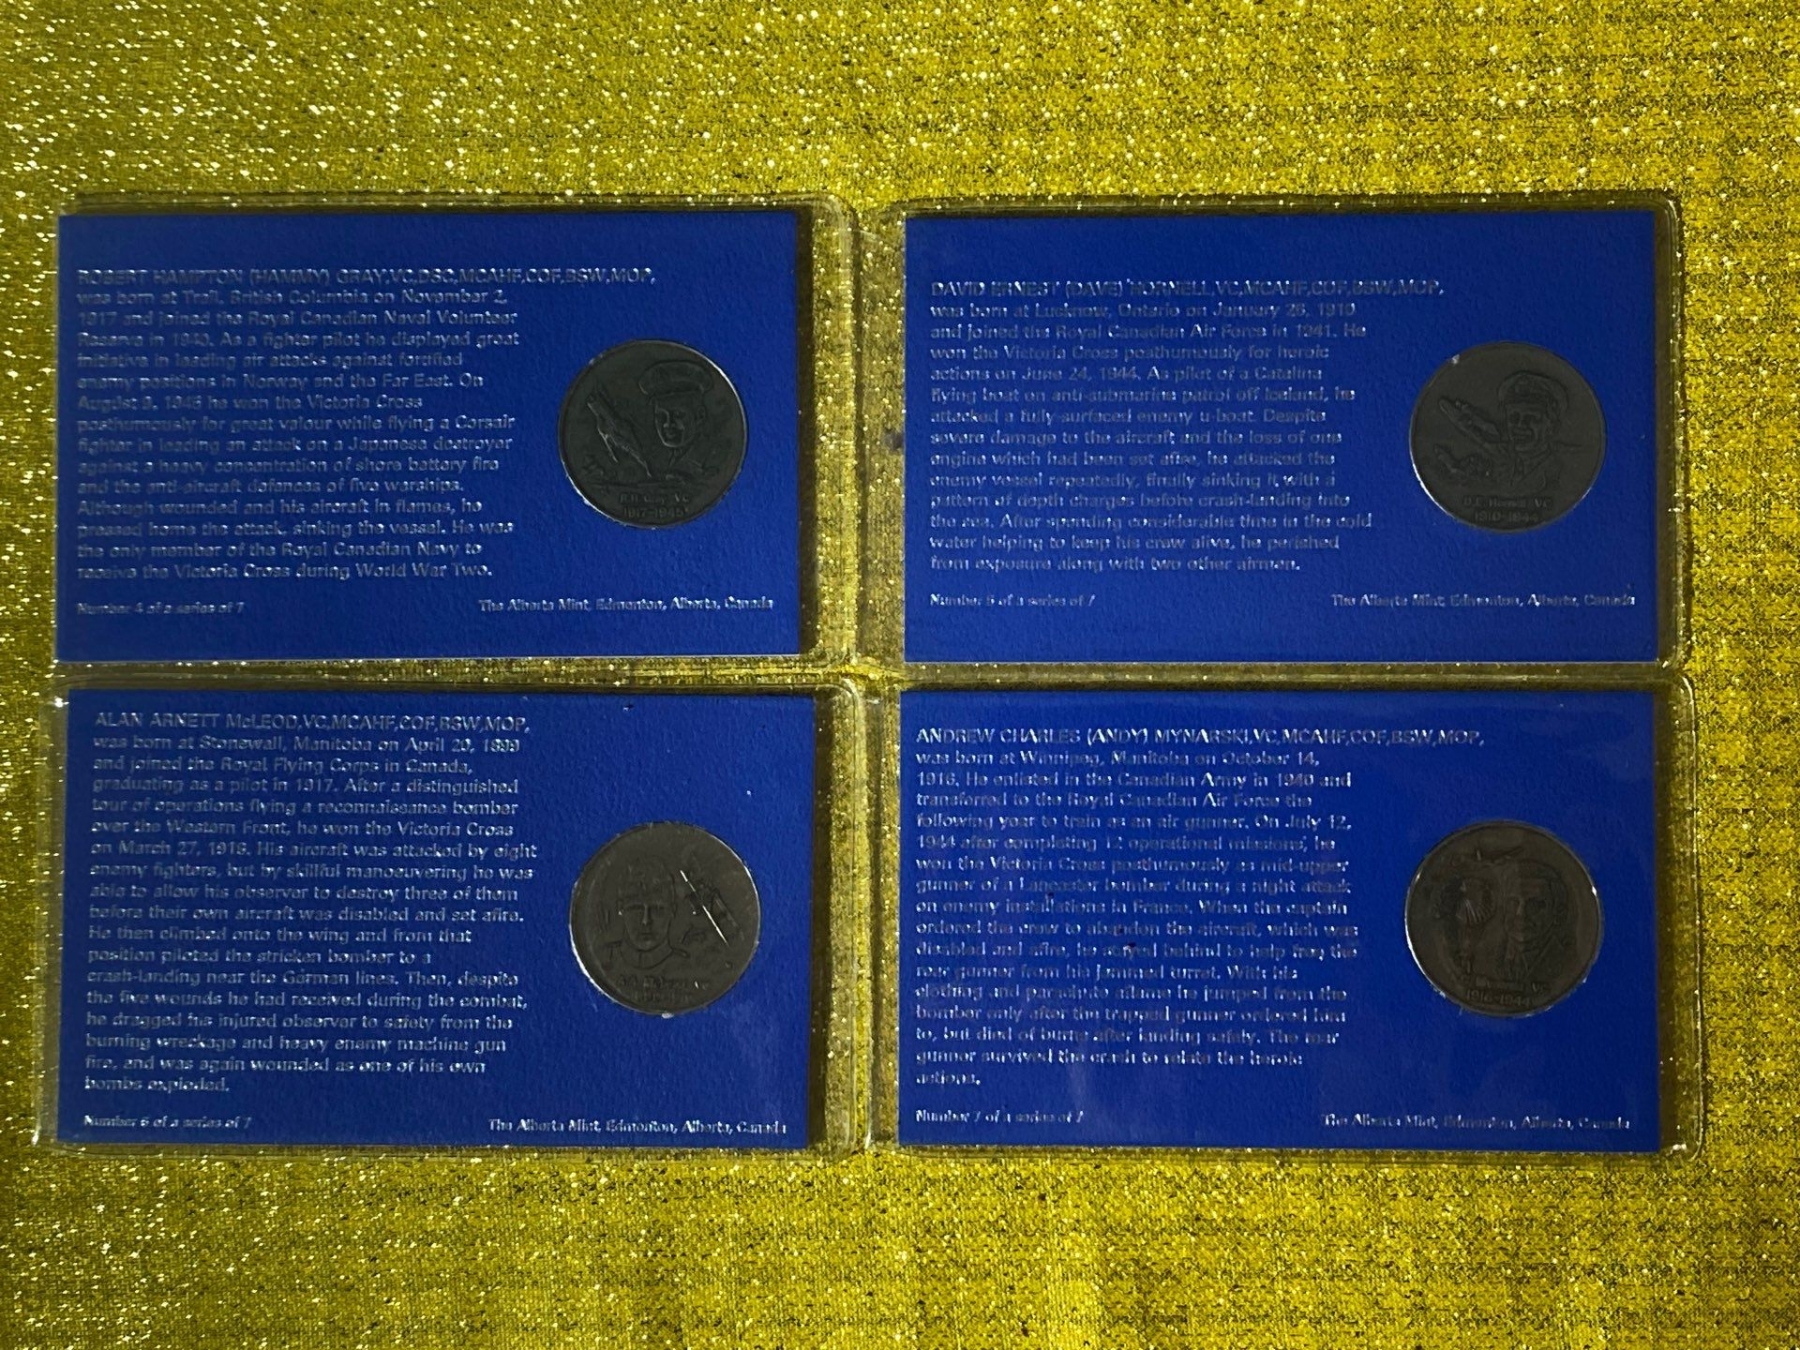 ROBERT HAMPTON (HAMMY) GRAY,VC,DSC,MCAHF,COF,BSW,MOP,
was born at Trail, British Columbia on November 2,
1917 and joined the Royal Canadian Naval Volunteer
Reserve in 1940. As a fighter pilot he displayed great
initiative in leading air attacks against fortified
enemy positions in Norway and the Far East. On
August 9, 1945 he won the Victoria Cross
posthumously for great valour while flying a Corsair
fighter in leading an attack on a Japanese destroyer
against a heavy concentration of shore battery fire
and the anti-aircraft defences of five warships.
Although wounded and his aircraft in flames, he
pressed home the attack, sinking the vessel. He was
the only member of the Royal Canadian Navy to
receive the Victoria Cross during World War Two.
Number 4 of a series of 7
The Alberta Mint, Edmonton, Alberta, Canada
R.H. Gray, VC
1917-1945
DAVID ERNEST (DAVE) HORNELL,VC,MCAHF,COF,BSW,MOP,
was born at Lucknow, Ontario on January 26, 1910
and joined the Royal Canadian Air Force in 1941. He
won the Victoria Cross posthumously for heroic
actions on June 24, 1944. As pilot of a Catalina
flying boat on anti-submarine patrol off Iceland, he
attacked a fully-surfaced enemy u-boat. Despite
severe damage to the aircraft and the loss of one
engine which had been set afire, he attacked the
enemy vessel repeatedly, finally sinking it with a
pattern of depth charges before crash-landing into
the sea. After spending considerable time in the cold
water helping to keep his crew alive, he perished
from exposure along with two other airmen.
Number 5 of a series of 7
The Alberta Mint, Edmonton, Alberta, Canada
D.E. Hornell, VC
1910-1944
ALAN ARNETT McLEOD,VC,MCAHF,COF,BSW,MOP,
was born at Stonewall, Manitoba on April 20, 1899
and joined the Royal Flying Corps in Canada,
graduating as a pilot in 1917. After a distinguished
tour of operations flying a reconnaissance bomber
over the Western Front, he won the Victoria Cross
on March 27, 1918. His aircraft was attacked by eight
enemy fighters, but by skillful manoeuvering he was
able to allow his observer to destroy three of them
before their own aircraft was disabled and set afire.
He then climbed onto the wing and from that
position piloted the stricken bomber to a
crash-landing near the German lines. Then, despite
the five wounds he had received during the combat,
he dragged his injured observer to safety from the
burning wreckage and heavy enemy machine gun
fire, and was again wounded as one of his own
bombs exploded.
Number 6 of a series of 7
The Alberta Mint, Edmonton, Alberta, Canada
ANDREW CHARLES (ANDY) MYNARSKI,VC,MCAHF,COF,BSW,MOP,
was born at Winnipeg, Manitoba on October 14,
1916. He enlisted in the Canadian Army in 1940 and
transferred to the Royal Canadian Air Force the
following year to train as an air gunner. On July 12,
1944 after completing 12 operational missions, he
won the Victoria Cross posthumously as mid-upper
gunner of a Lancaster bomber during a night attack
on enemy installations in France. When the captain
ordered the crew to abandon the aircraft, which was
disabled and afire, he stayed behind to help free the
rear gunner from his jammed turret. With his
clothing and parachute aflame he jumped from the
bomber only after the trapped gunner ordered him
to, but died of burns after landing safely. The rear
gunner survived the crash to relate the heroic
actions.
Number 7 of a series of 7
The Alberta Mint, Edmonton, Alberta, Canada
1916-1944